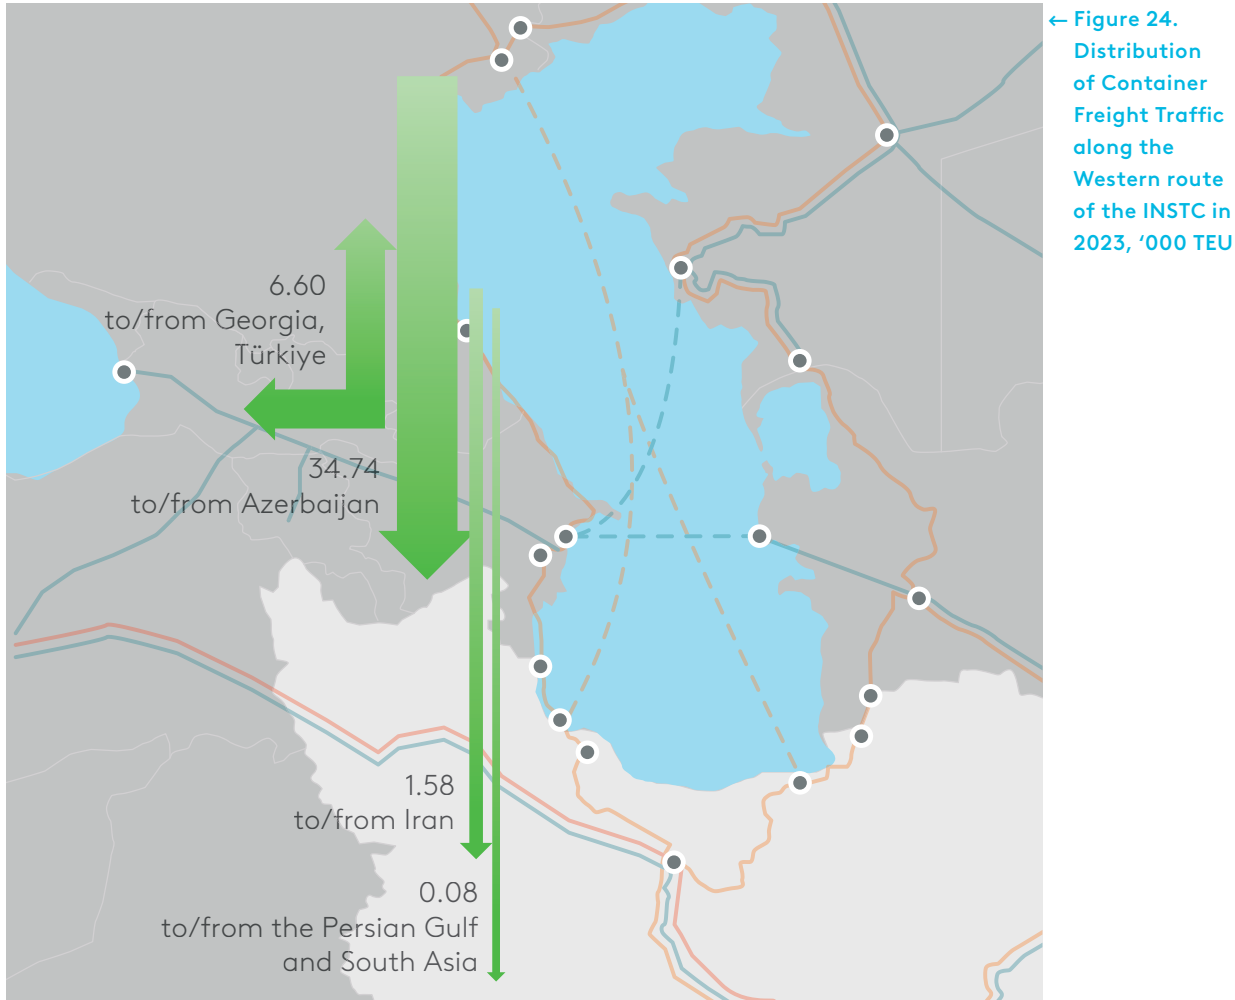 ← Figure 24.
Distribution
of Container
Freight Traffic
along the
Western route
of the INSTC in
2023, ‘000 TEU
6.60
to/from Georgia,
Türkiye
34.74
to/from Azerbaijan
1.58
to/from Iran
0.08
to/from the Persian Gulf
and South Asia